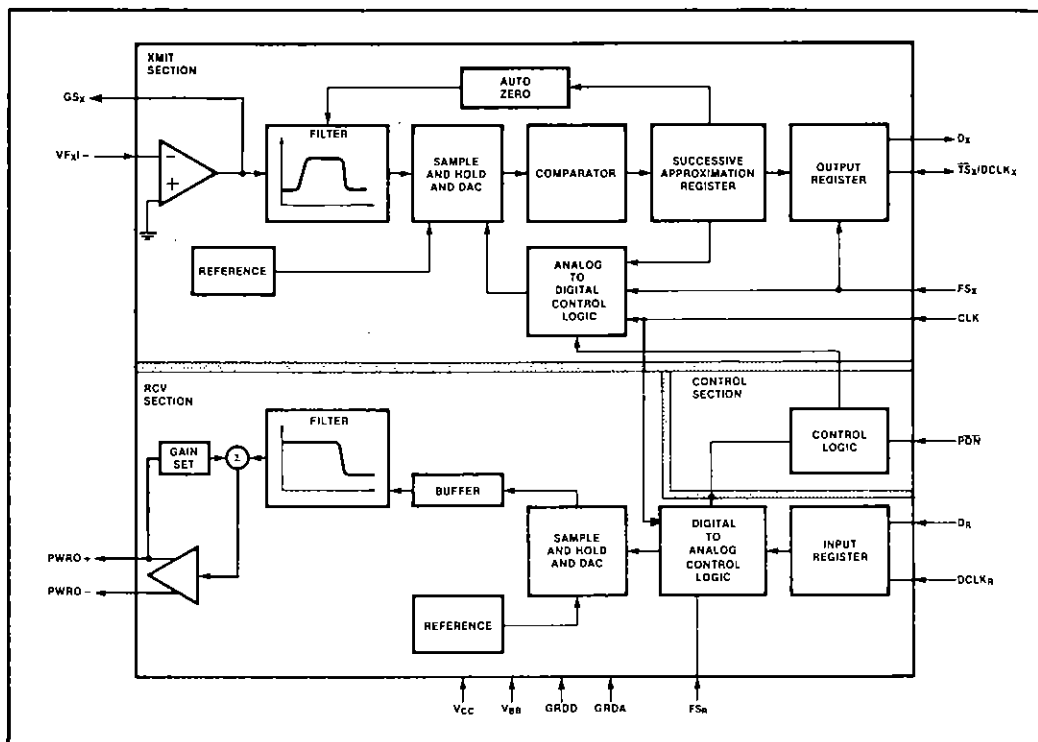 XMIT
SECTION
AUTO
ZERO
GSX
FILTER
VFXI-
-
+
SAMPLE
AND HOLD
AND DAC
COMPARATOR
SUCCESSIVE
APPROXIMATION
REGISTER
OUTPUT
REGISTER
DX
TSX/DCLKX
REFERENCE
ANALOG
TO
DIGITAL
CONTROL
LOGIC
FSX
CLK
RCV
SECTION
CONTROL
SECTION
FILTER
GAIN
SET
Σ
BUFFER
CONTROL
LOGIC
PDN
PWRO+
PWRO-
SAMPLE
AND HOLD
AND DAC
DIGITAL
TO
ANALOG
CONTROL
LOGIC
INPUT
REGISTER
DR
DCLKR
REFERENCE
VCC
VBB
GRDD
GRDA
FSR